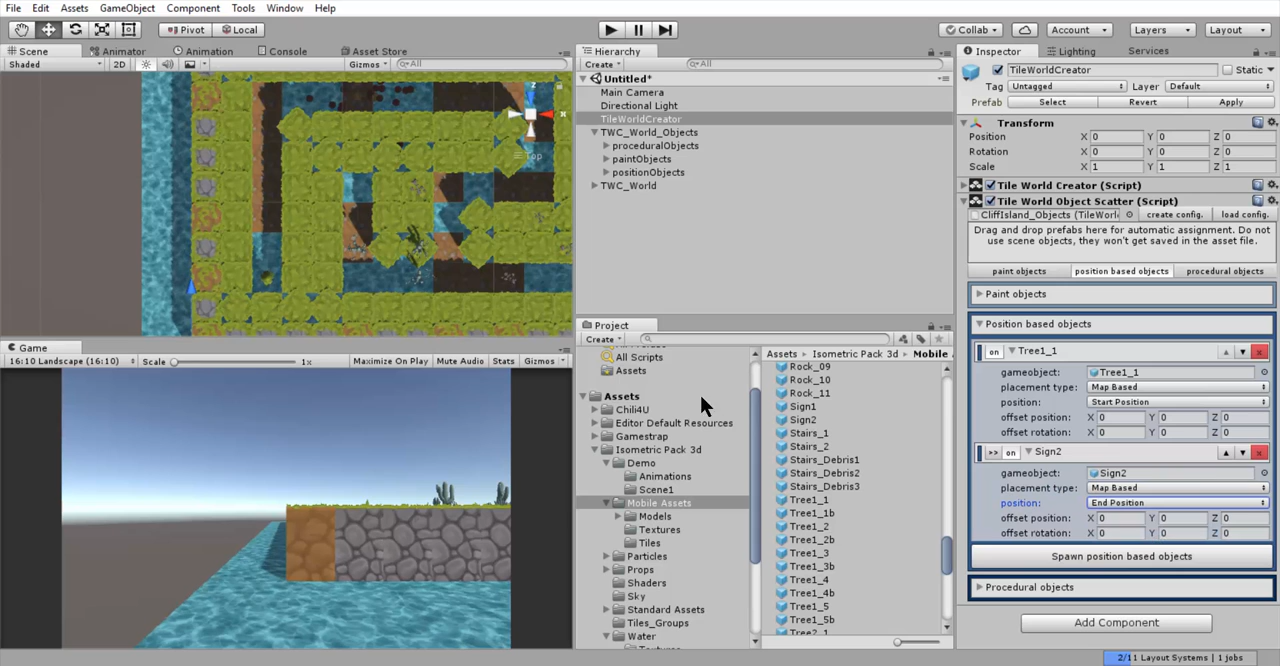 File Edit Assets GameObject Component Tools Window Help
Pivot Local Collab Account Layers Layout
Scene Animator Animation Console Asset Store
Shaded 2D Gizmos All
Top
Game
16:10 Landscape (16:10) Scale 1x Maximize On Play Mute Audio Stats Gizmos
Hierarchy
Create All
Untitled*
Main Camera
Directional Light
TileWorldCreator
TWC_World_Objects
proceduralObjects
paintObjects
positionObjects
TWC_World
Project
Create
All Scripts
Assets
Assets
Chili4U
Editor Default Resources
Gamestrap
Isometric Pack 3d
Demo
Animations
Scene1
Mobile Assets
Models
Textures
Tiles
Particles
Props
Shaders
Sky
Standard Assets
Tiles_Groups
Water
Assets Isometric Pack 3d Mobile
Rock_09
Rock_10
Rock_11
Sign1
Sign2
Stairs_1
Stairs_2
Stairs_Debris1
Stairs_Debris2
Stairs_Debris3
Tree1_1
Tree1_1b
Tree1_2
Tree1_2b
Tree1_3
Tree1_3b
Tree1_4
Tree1_4b
Tree1_5
Tree1_5b
Tree2_1
Inspector Lighting Services
TileWorldCreator Static
Tag Untagged Layer Default
Prefab Select Revert Apply
Transform
Position X 0 Y 0 Z 0
Rotation X 0 Y 0 Z 0
Scale X 1 Y 1 Z 1
Tile World Creator (Script)
Tile World Object Scatter (Script)
CliffIsland_Objects (TileWorl create config. load config.
Drag and drop prefabs here for automatic assignment. Do not
use scene objects, they won't get saved in the asset file.
paint objects position based objects procedural objects
Paint objects
Position based objects
on Tree1_1
gameobject: Tree1_1
placement type: Map Based
position: Start Position
offset position: X 0 Y 0 Z 0
offset rotation: X 0 Y 0 Z 0
>> on Sign2
gameobject: Sign2
placement type: Map Based
position: End Position
offset position: X 0 Y 0 Z 0
offset rotation: X 0 Y 0 Z 0
Spawn position based objects
Procedural objects
Add Component
2/11 Layout Systems | 1 jobs